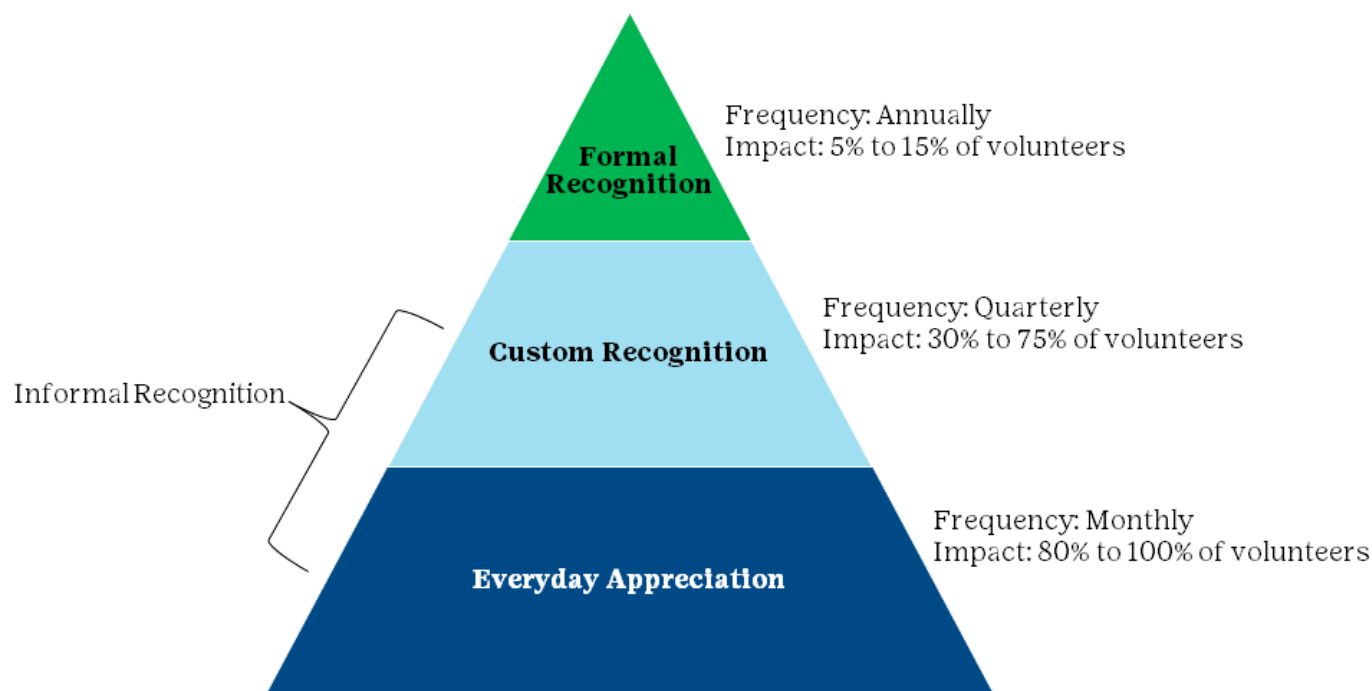 Formal
Recognition
Frequency: Annually
Impact: 5% to 15% of volunteers
Custom Recognition
Frequency: Quarterly
Impact: 30% to 75% of volunteers
Informal Recognition
Everyday Appreciation
Frequency: Monthly
Impact: 80% to 100% of volunteers